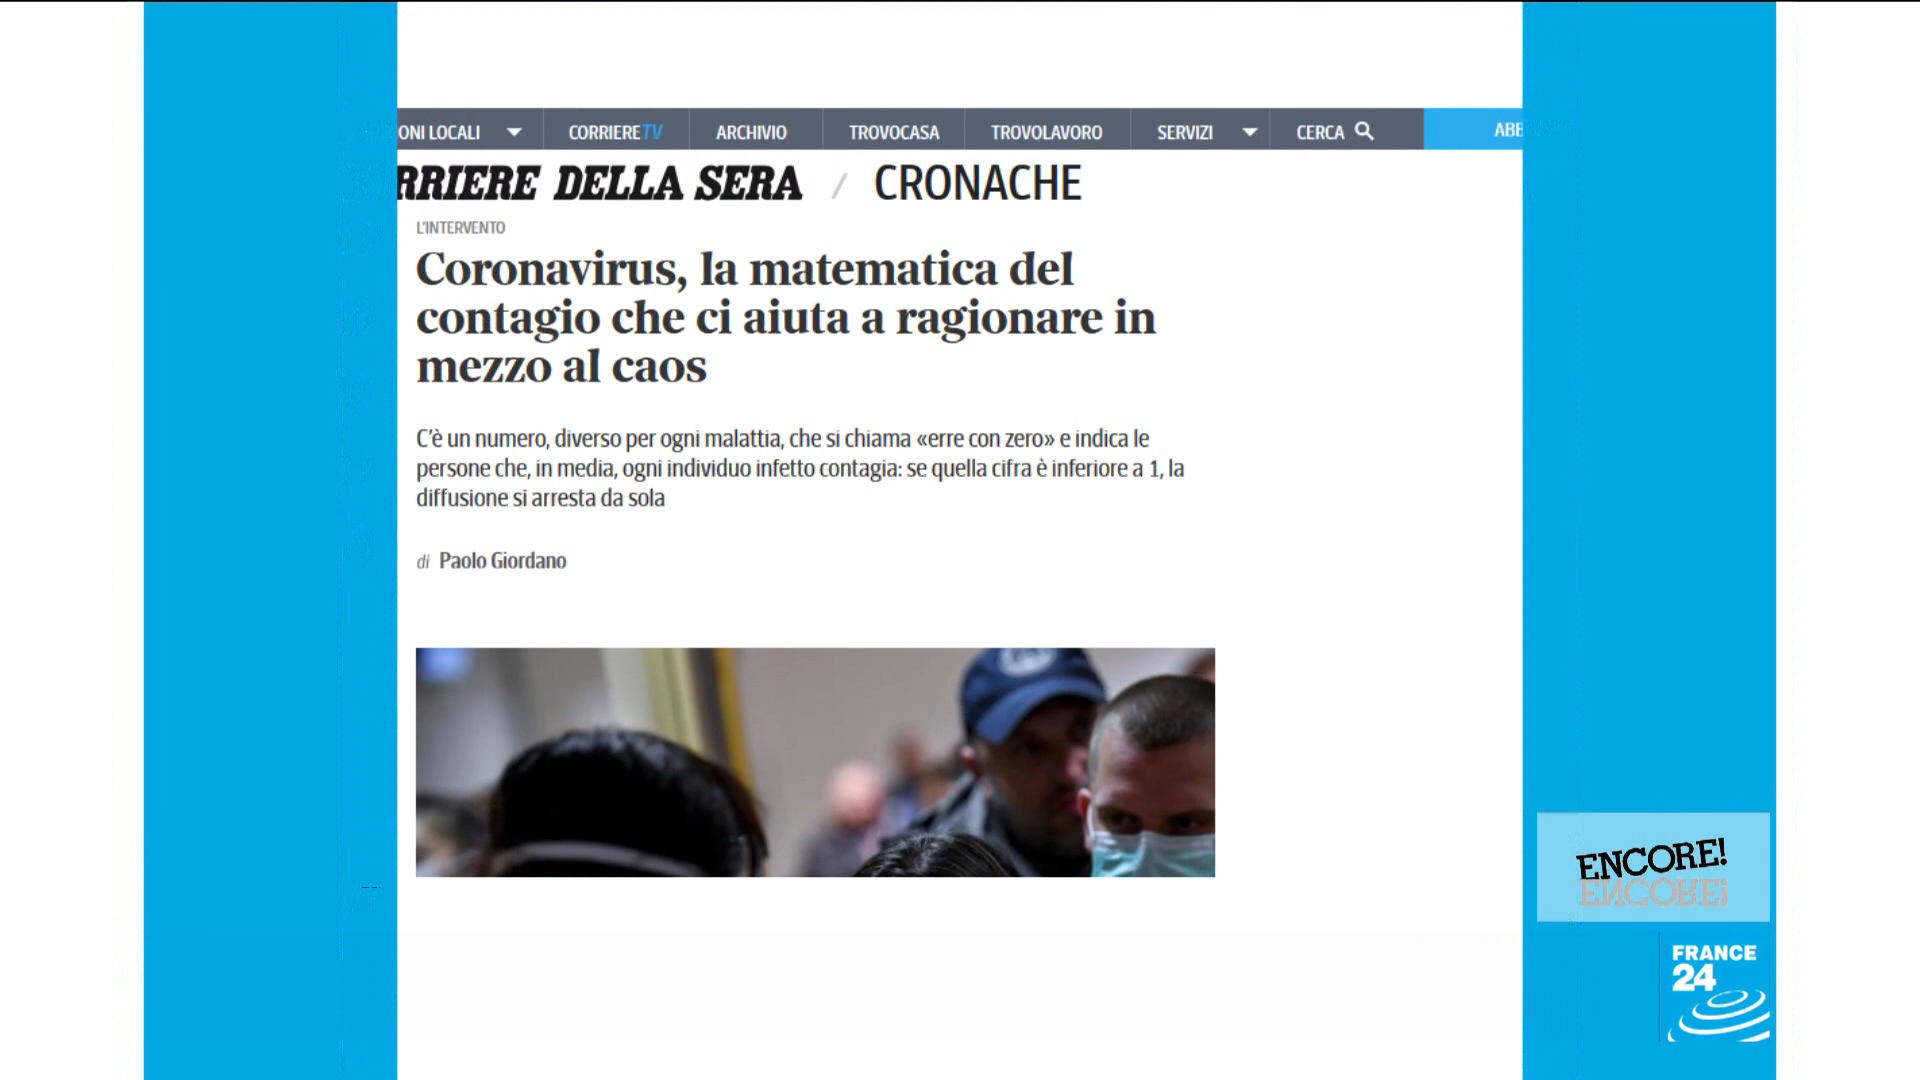 ONI LOCALI CORRIERETV ARCHIVIO TROVOCASA TROVOLAVORO SERVIZI CERCA ABB
RRIERE DELLA SERA / CRONACHE
L'INTERVENTO
Coronavirus, la matematica del
contagio che ci aiuta a ragionare in
mezzo al caos
C'è un numero, diverso per ogni malattia, che si chiama «erre con zero» e indica le
persone che, in media, ogni individuo infetto contagia: se quella cifra è inferiore a 1, la
diffusione si arresta da sola
di Paolo Giordano
ENCORE!
FRANCE
24